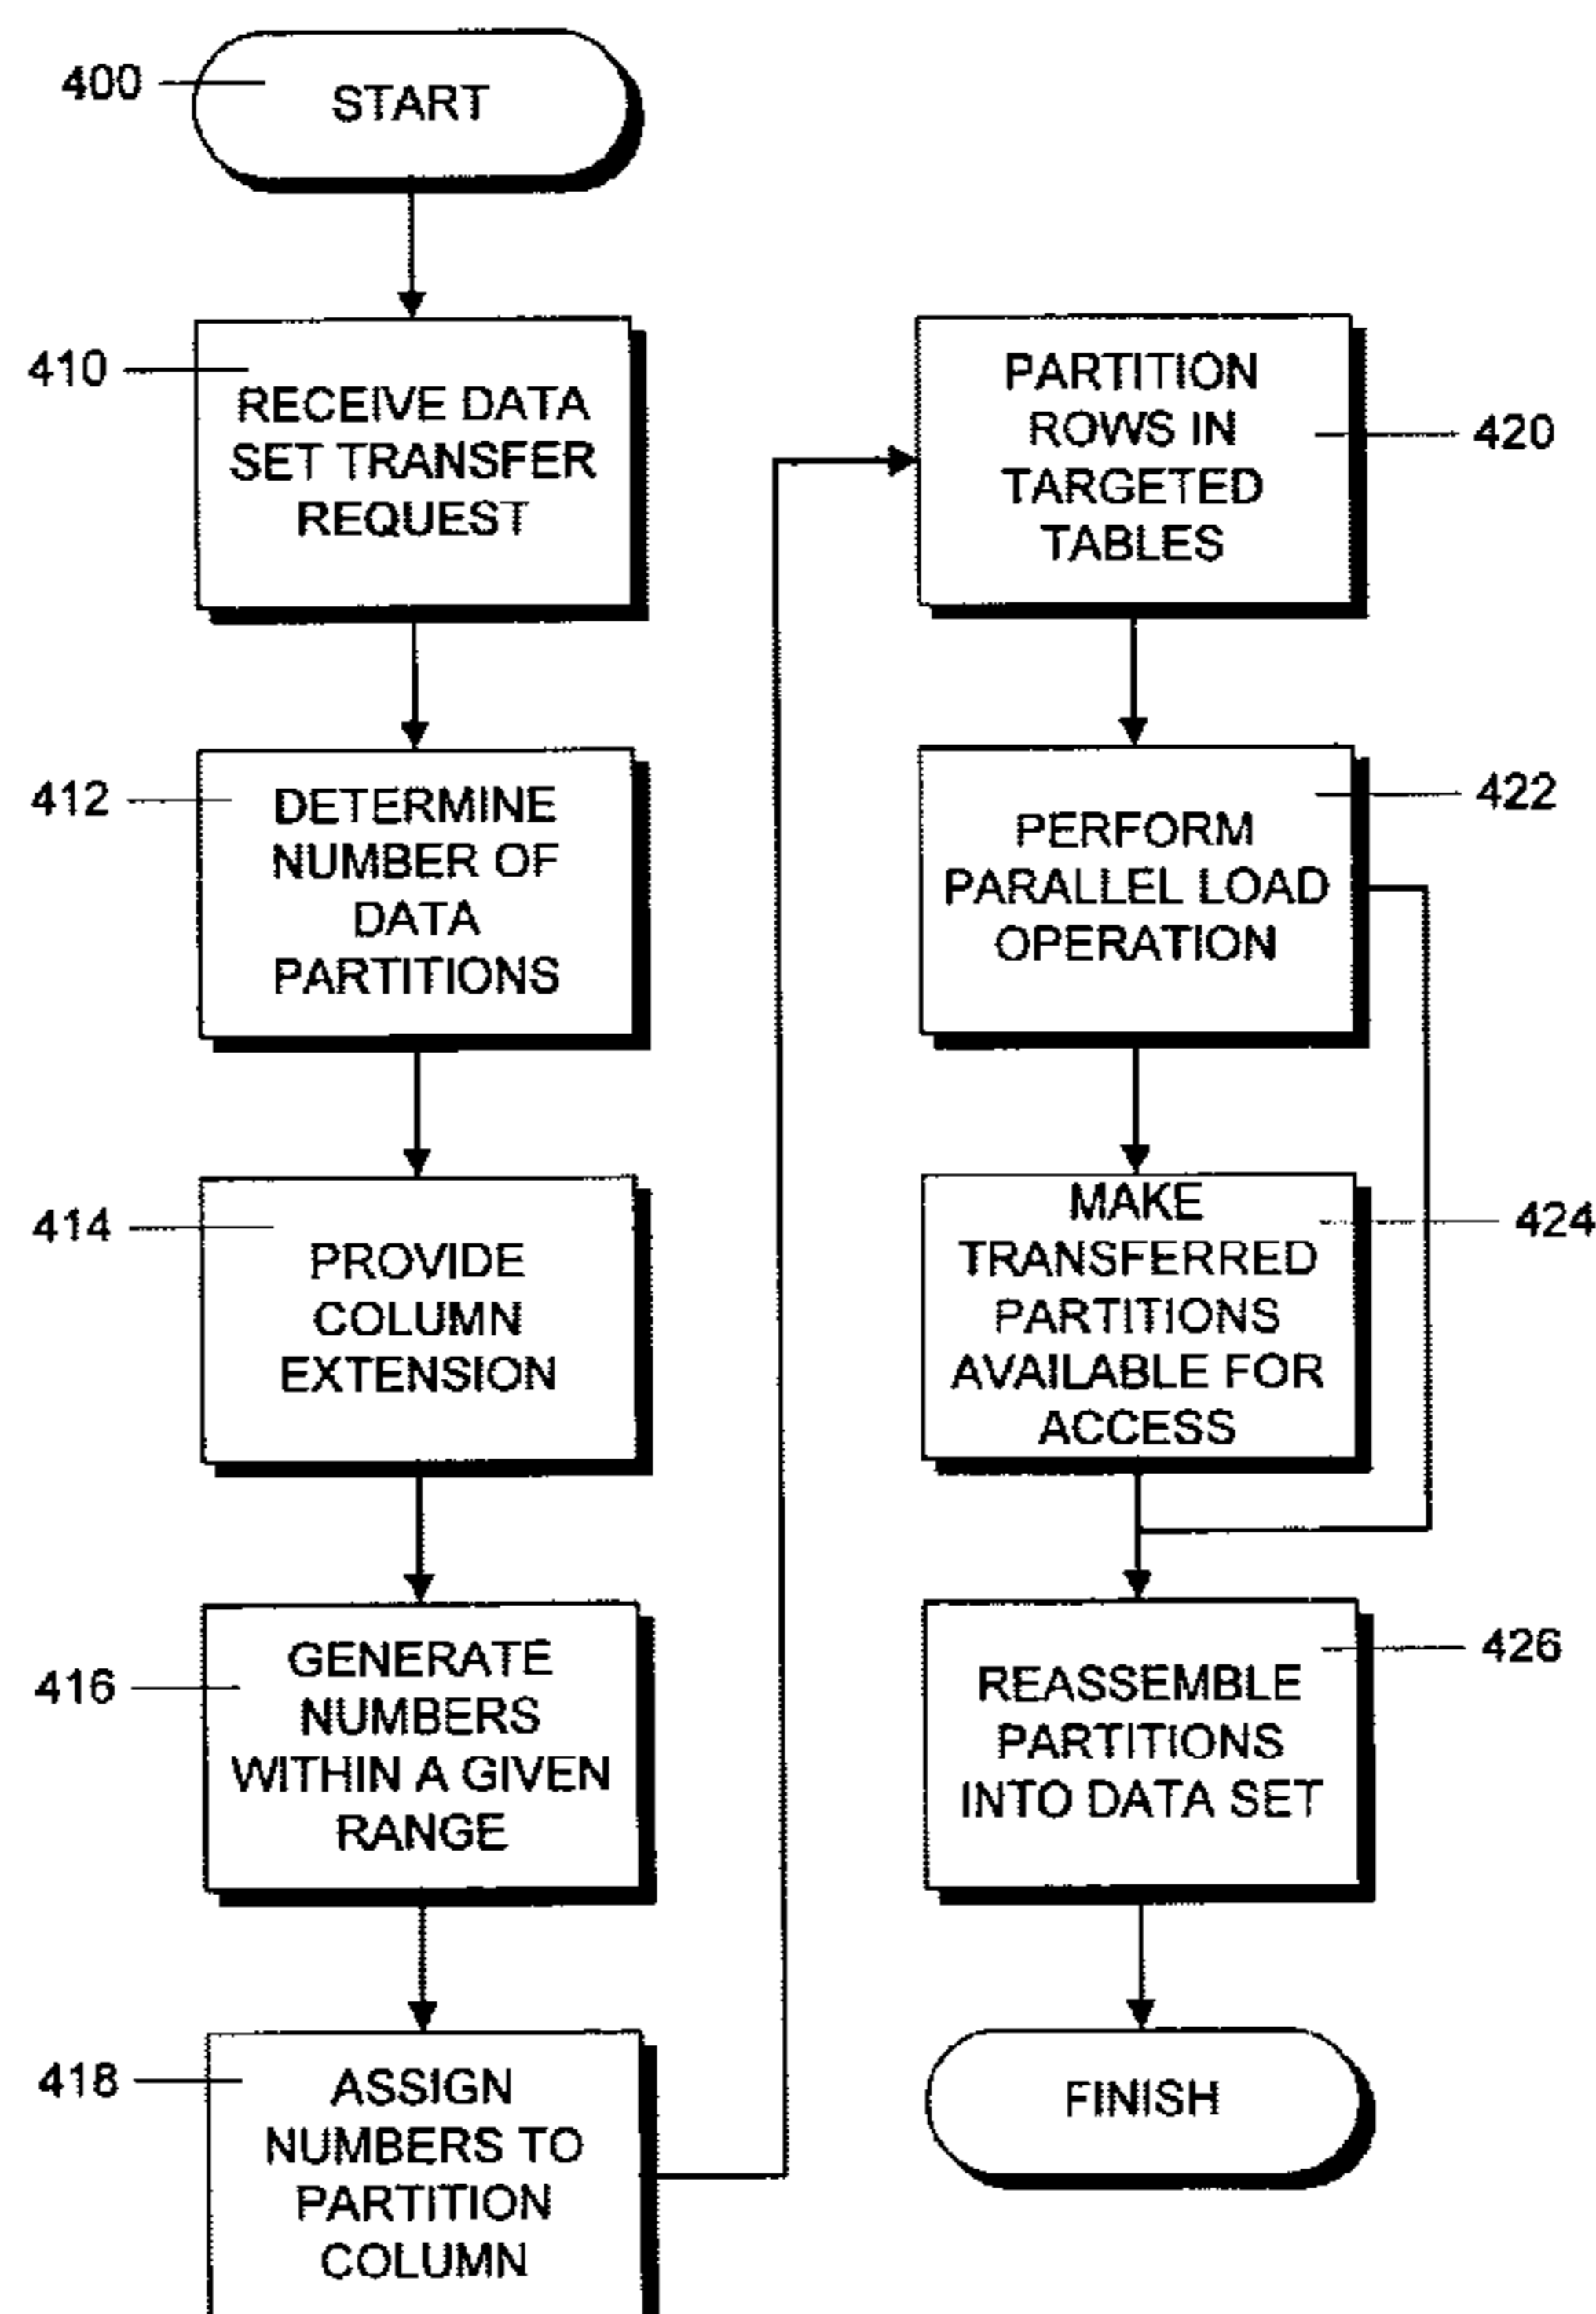 400
START
410
RECEIVE DATA
SET TRANSFER
REQUEST
412
DETERMINE
NUMBER OF
DATA
PARTITIONS
414
PROVIDE
COLUMN
EXTENSION
416
GENERATE
NUMBERS
WITHIN A GIVEN
RANGE
418
ASSIGN
NUMBERS TO
PARTITION
COLUMN
PARTITION
ROWS IN
TARGETED
TABLES
420
PERFORM
PARALLEL LOAD
OPERATION
422
MAKE
TRANSFERRED
PARTITIONS
AVAILABLE FOR
ACCESS
424
REASSEMBLE
PARTITIONS
INTO DATA SET
426
FINISH